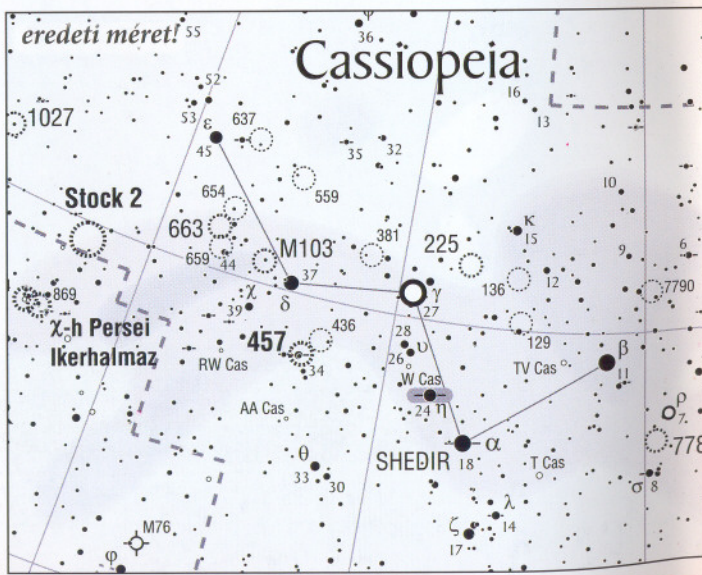 eredeti méret! 55
ψ
36
Cassiopeia
52
53
16
13
1027
637
ε
45
35
32
559
10
Stock 2
654
663
κ
15
M103
381
225
9
6
659
44
37
δ
136
12
7790
869
χ
39
γ
27
χ-h Persei
Ikerhalmaz
457
436
28
26
υ
129
β
11
RW Cas
34
W Cas
TV Cas
24
η
ρ
7
AA Cas
SHEDIR
α
18
778
θ
33
30
T Cas
σ
8
λ
14
M76
ζ
17
φ